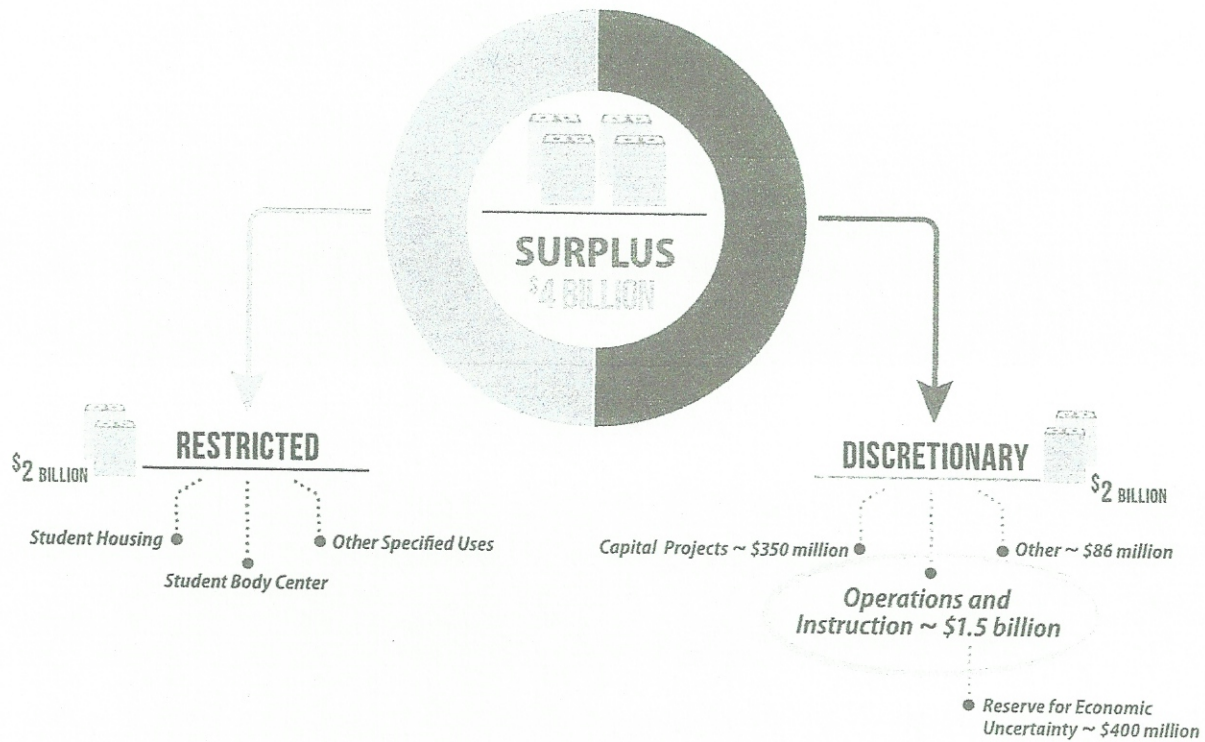 SURPLUS
$4 BILLION
RESTRICTED
$2 BILLION
Student Housing
Student Body Center
Other Specified Uses
DISCRETIONARY
$2 BILLION
Capital Projects ~ $350 million
Other ~ $86 million
Operations and
Instruction ~ $1.5 billion
Reserve for Economic
Uncertainty ~ $400 million